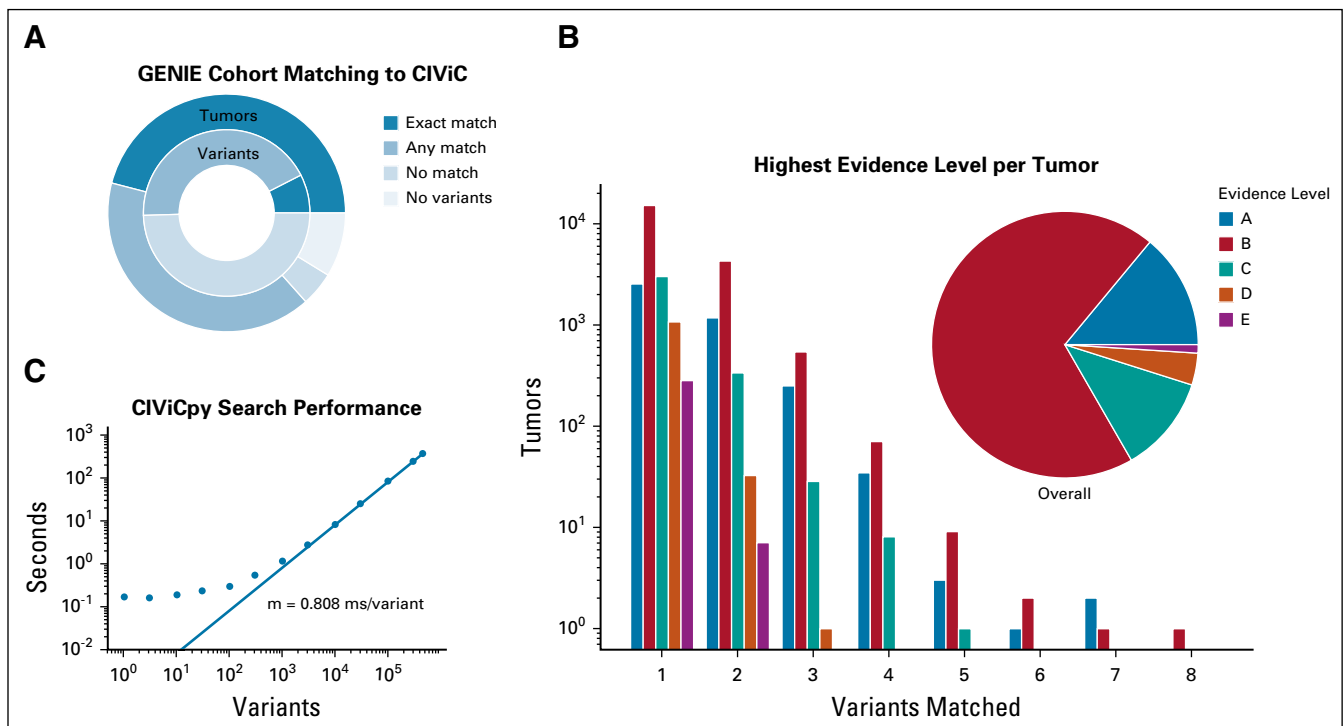 A
GENIE Cohort Matching to CIViC
Tumors
Variants
Exact match
Any match
No match
No variants
B
Highest Evidence Level per Tumor
Tumors
10^4
10^3
10^2
10^1
10^0
1 2 3 4 5 6 7 8
Variants Matched
Overall
Evidence Level
A
B
C
D
E
C
CIViCpy Search Performance
Seconds
10^3
10^2
10^1
10^0
10^-1
10^-2
m = 0.808 ms/variant
10^0 10^1 10^2 10^3 10^4 10^5
Variants